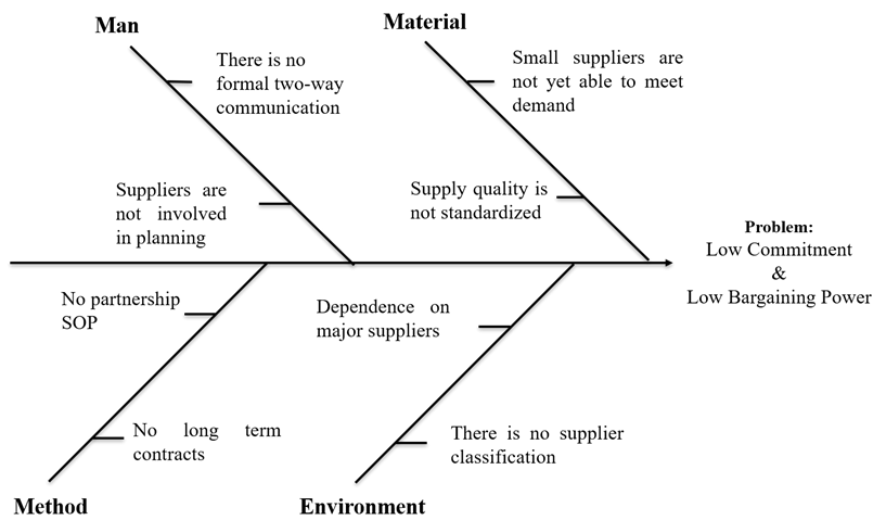 Man
Material
There is no
formal two-way
communication
Small suppliers are
not yet able to meet
demand
Suppliers are
not involved
in planning
Supply quality is
not standardized
Problem:
Low Commitment
&
Low Bargaining Power
No partnership
SOP
Dependence on
major suppliers
No long term
contracts
There is no supplier
classification
Method
Environment